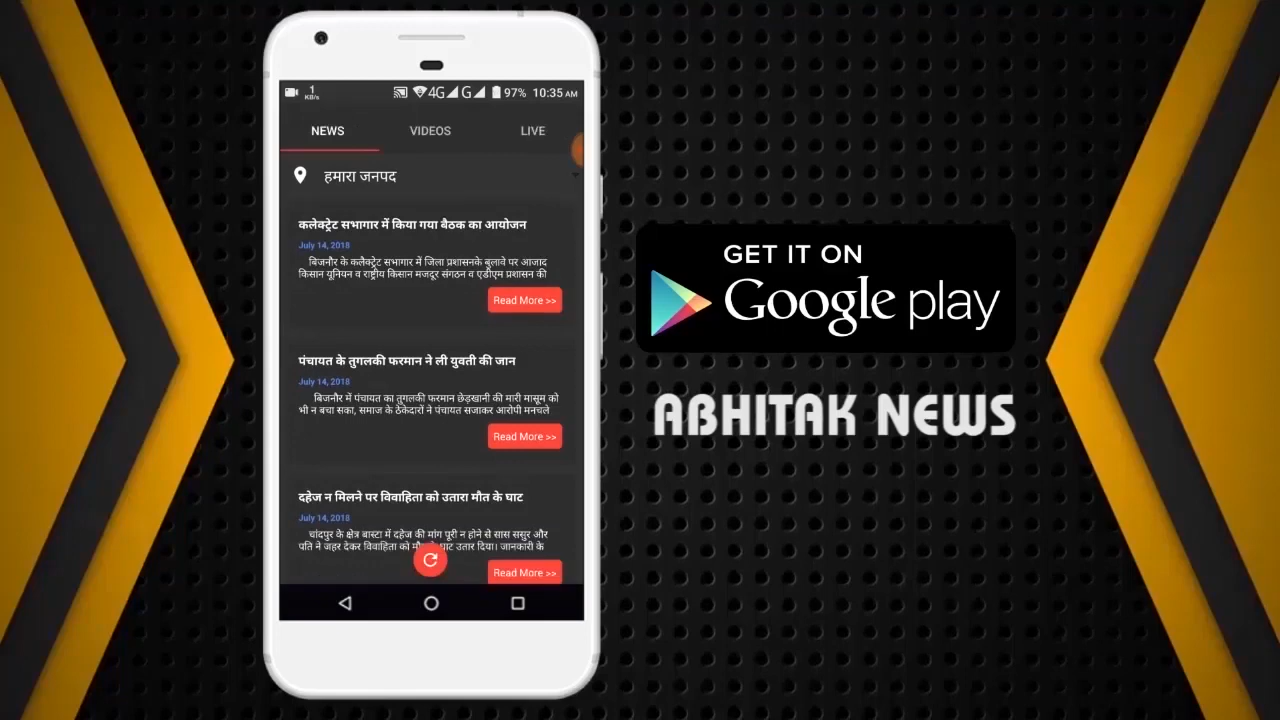 1
KB/s
4G G 97% 10:35 AM
NEWS VIDEOS LIVE
हमारा जनपद
कलेक्ट्रेट सभागार में किया गया बैठक का आयोजन
July 14, 2018
बिजनौर के कलैक्ट्रेट सभागार में जिला प्रशासनके बुलावे पर आजाद
किसान यूनियन व राष्ट्रीय किसान मजदूर संगठन व एडीएम प्रशासन की
Read More >>
पंचायत के तुगलकी फरमान ने ली युवती की जान
July 14, 2018
बिजनौर में पंचायत का तुगलकी फरमान छेड़खानी की मारी मासूम को
भी न बचा सका, समाज के ठेकेदारों ने पंचायत सजाकर आरोपी मनचले
Read More >>
दहेज न मिलने पर विवाहिता को उतारा मौत के घाट
July 14, 2018
चांदपुर के क्षेत्र बास्टा में दहेज की मांग पूरी न होने से सास ससुर और
पति ने जहर देकर विवाहिता को घाट उतार दिया। जानकारी के
Read More >>
GET IT ON
Google play
ABHITAK NEWS